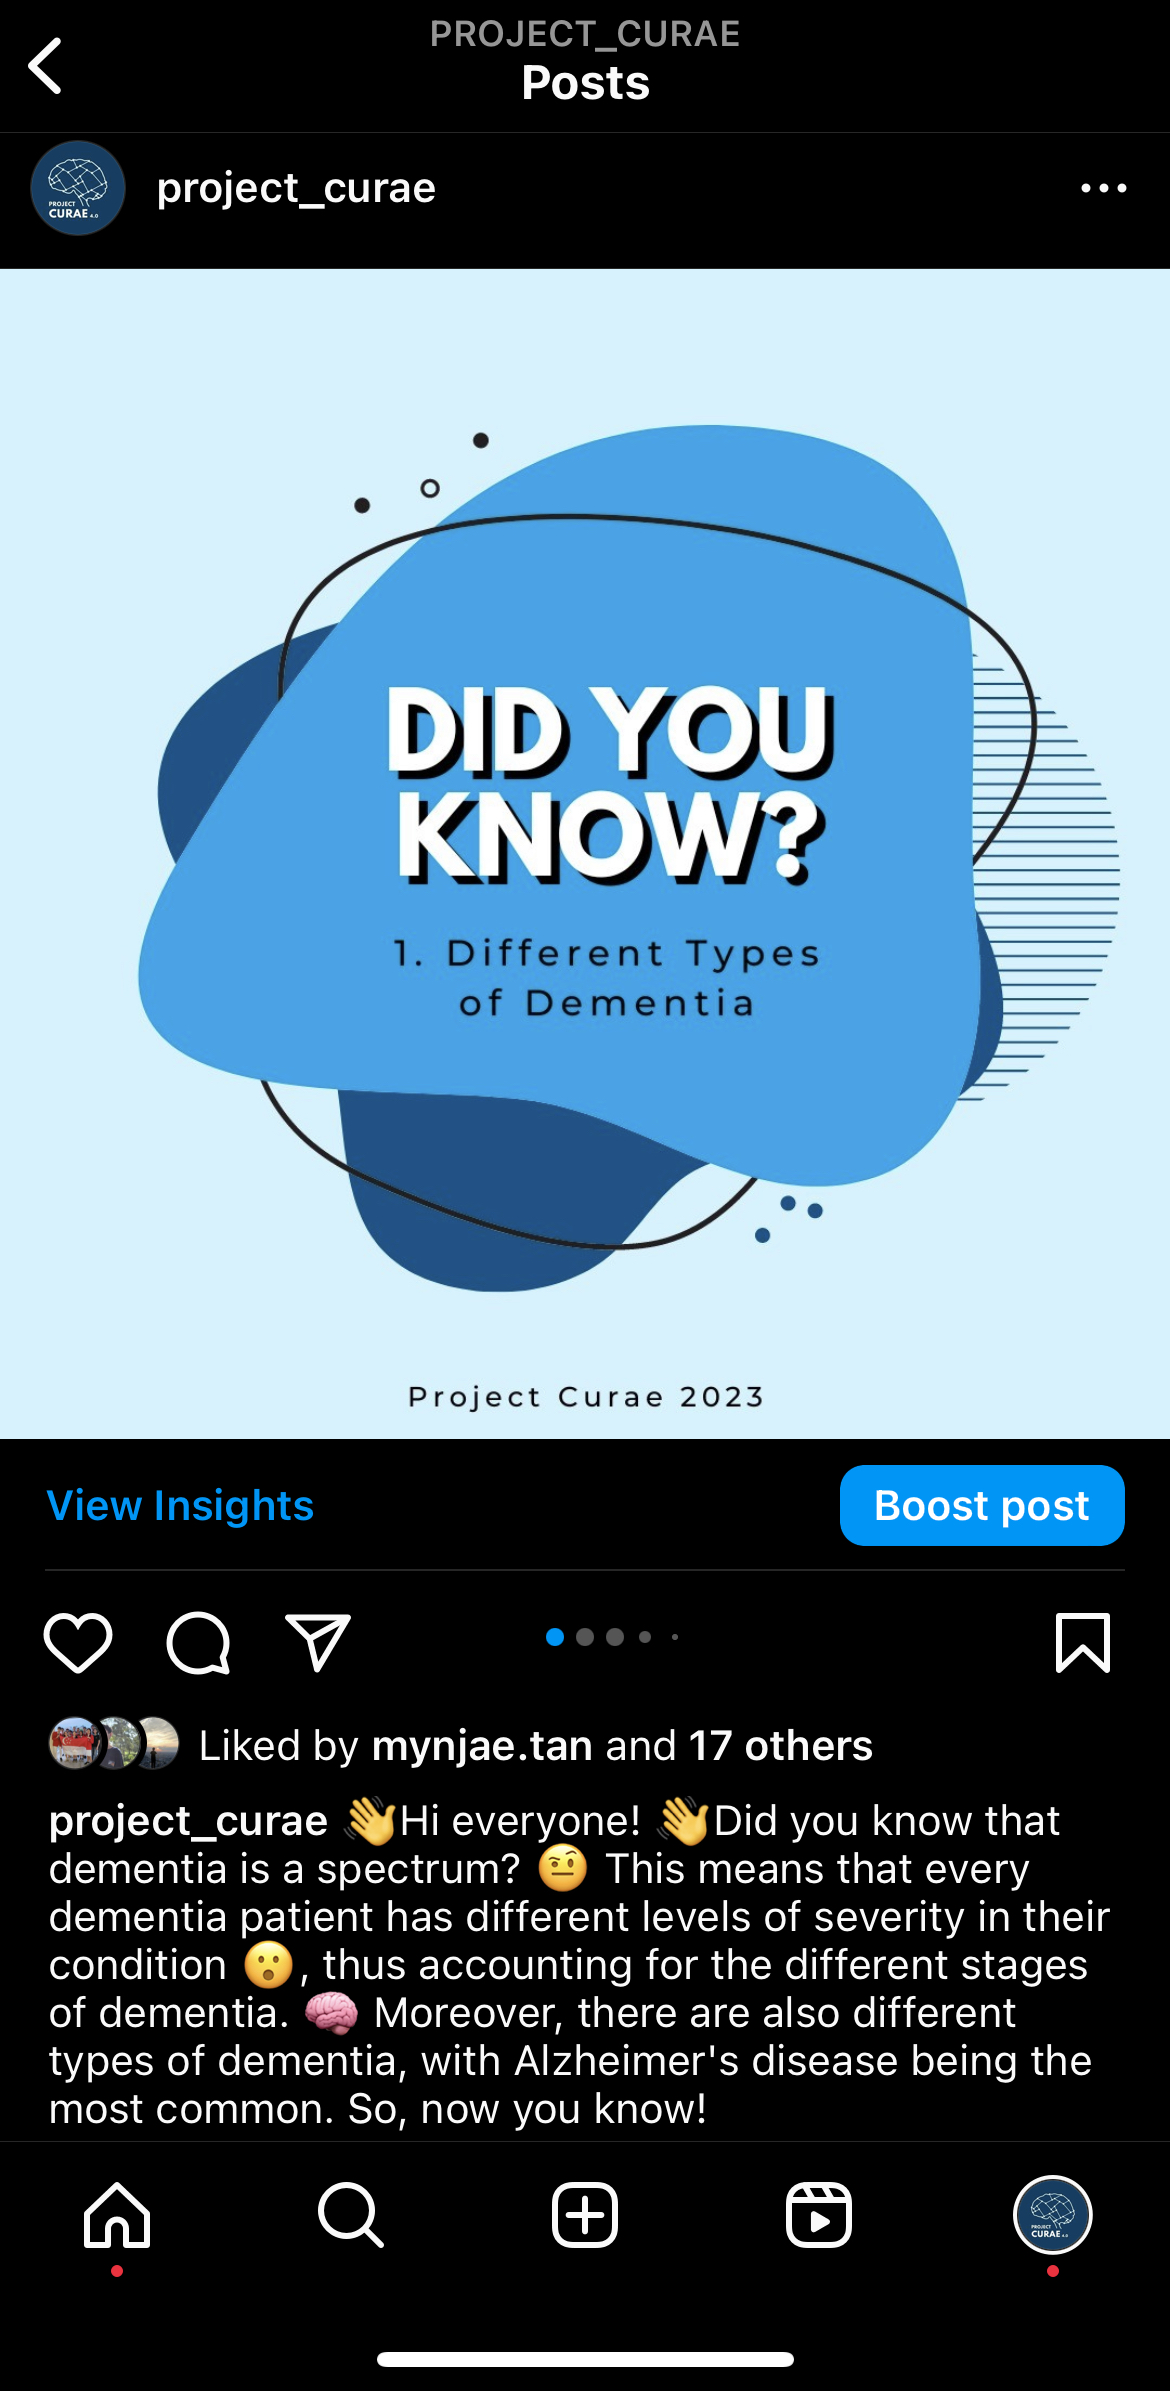 PROJECT_CURAE
Posts
PROJECT
CURAE 4.0
project_curae
DID YOU
KNOW?
1. Different Types
of Dementia
Project Curae 2023
View Insights
Boost post
Liked by mynjae.tan and 17 others
project_curae 👋Hi everyone! 👋Did you know that
dementia is a spectrum? 🤨 This means that every
dementia patient has different levels of severity in their
condition 😮, thus accounting for the different stages
of dementia. 🧠 Moreover, there are also different
types of dementia, with Alzheimer's disease being the
most common. So, now you know!
PROJECT
CURAE 4.0